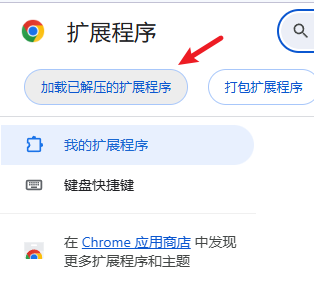 扩展程序
加载已解压的扩展程序
打包扩展程序
我的扩展程序
键盘快捷键
在 Chrome 应用商店 中发现
更多扩展程序和主题